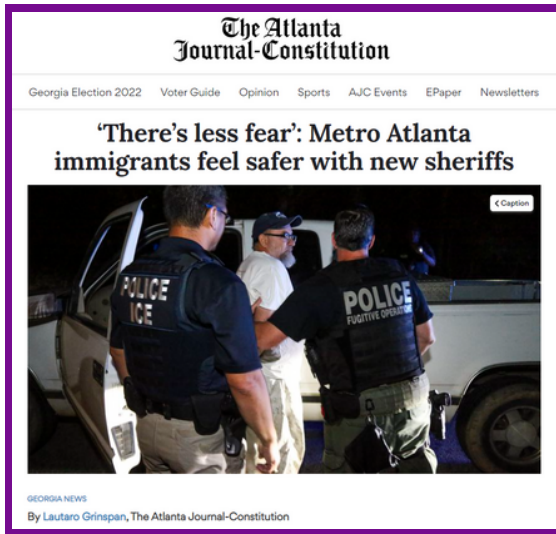 The Atlanta
Journal-Constitution
Georgia Election 2022 Voter Guide Opinion Sports AJC Events EPaper Newsletters
‘There’s less fear’: Metro Atlanta
immigrants feel safer with new sheriffs
< Caption
POLICE
ICE
POLICE
FUGITIVE OPERATIONS
GEORGIA NEWS
By Lautaro Grinspan, The Atlanta Journal-Constitution